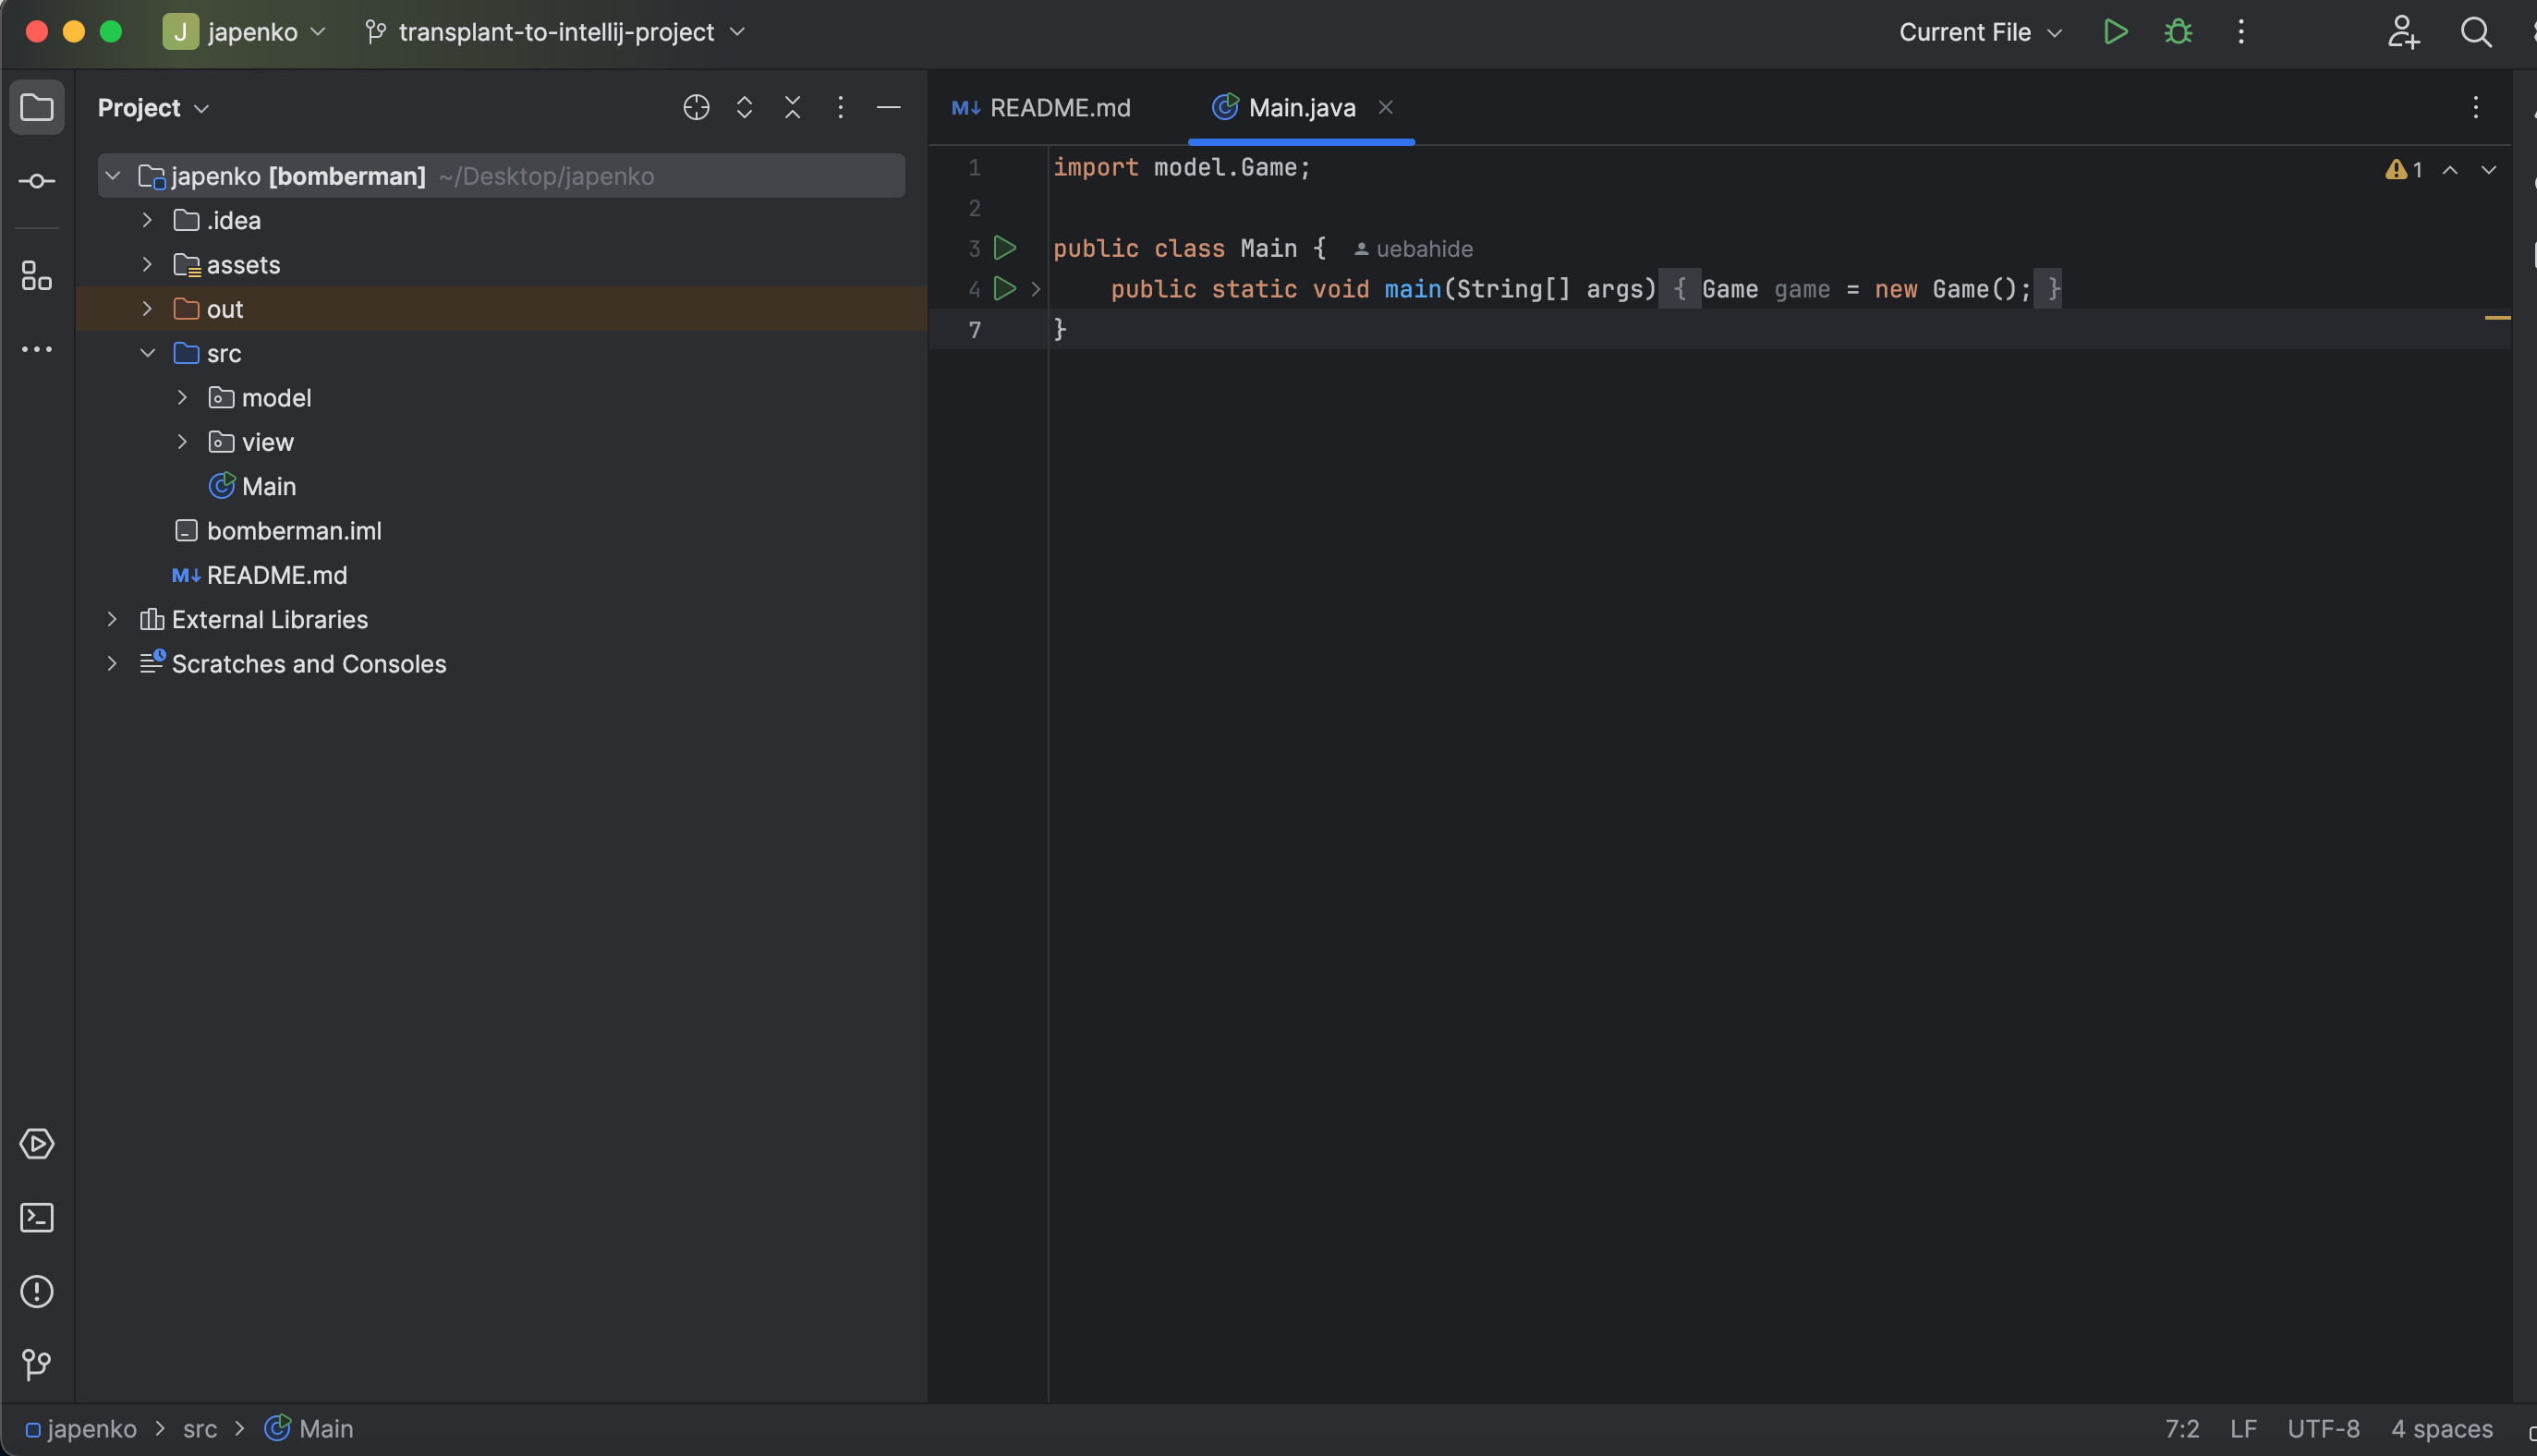 J japenko transplant-to-intellij-project Current File
Project
README.md Main.java
japenko [bomberman] ~/Desktop/japenko
.idea
assets
out
src
model
view
Main
bomberman.iml
M↓ README.md
External Libraries
Scratches and Consoles
1 import model.Game;
2
3 public class Main { uebahide
4 public static void main(String[] args) { Game game = new Game(); }
7 }
1
japenko > src > Main
7:2 LF UTF-8 4 spaces